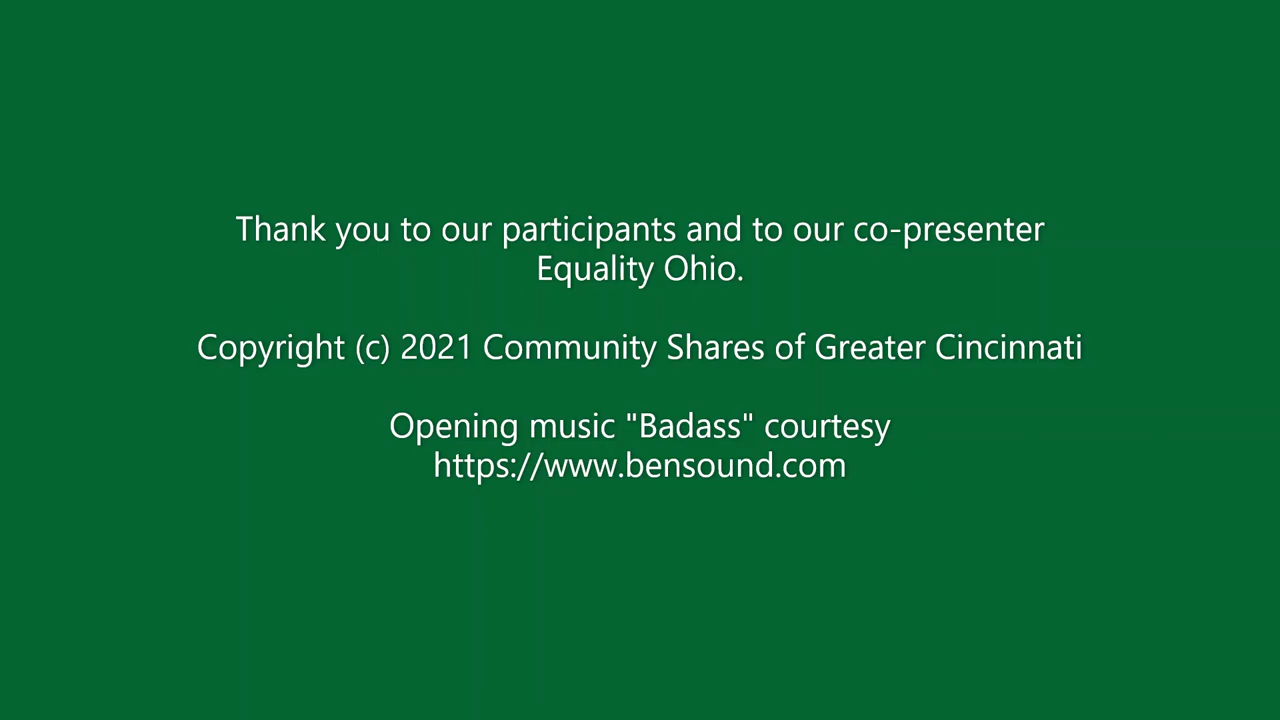 Thank you to our participants and to our co-presenter
Equality Ohio.
Copyright (c) 2021 Community Shares of Greater Cincinnati
Opening music "Badass" courtesy
https://www.bensound.com